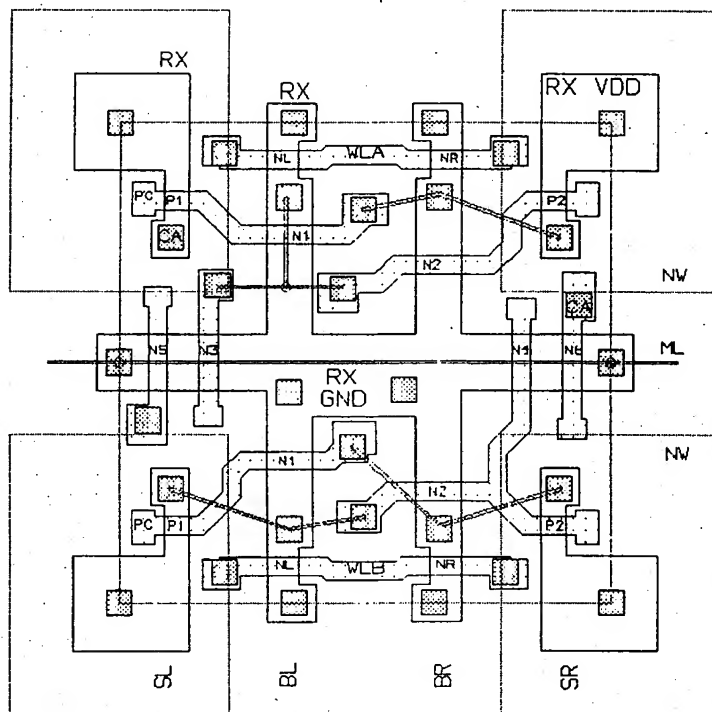 RX
RX
RX VDD
NL
WLA
NR
PC
P1
P2
CA
N1
N2
NW
CA
N5
N3
N4
N6
ML
RX
GND
NW
N1
N2
PC
P1
P2
NL
WLB
NR
SL
BL
BR
SR